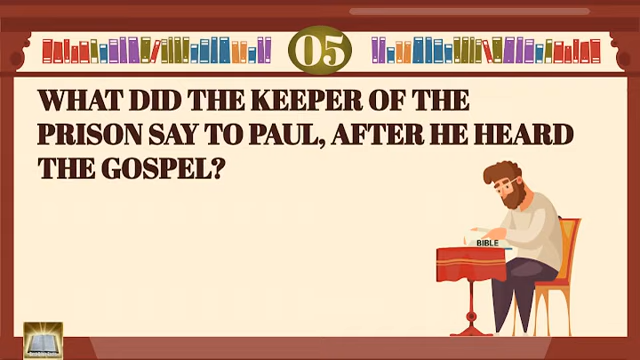 05
WHAT DID THE KEEPER OF THE
PRISON SAY TO PAUL, AFTER HE HEARD
THE GOSPEL?
BIBLE